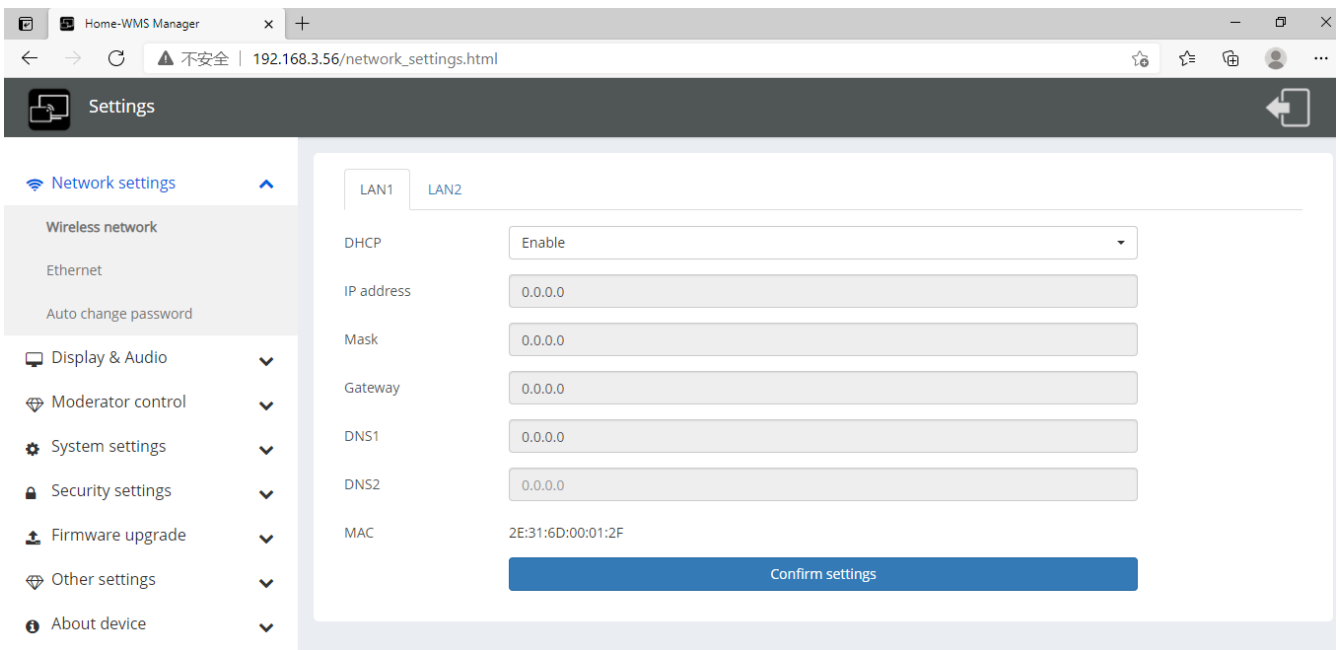 Home-WMS Manager
不安全 | 192.168.3.56/network_settings.html
Settings
Network settings
Wireless network
Ethernet
Auto change password
Display & Audio
Moderator control
System settings
Security settings
Firmware upgrade
Other settings
About device
LAN1 LAN2
DHCP Enable
IP address 0.0.0.0
Mask 0.0.0.0
Gateway 0.0.0.0
DNS1 0.0.0.0
DNS2 0.0.0.0
MAC 2E:31:6D:00:01:2F
Confirm settings